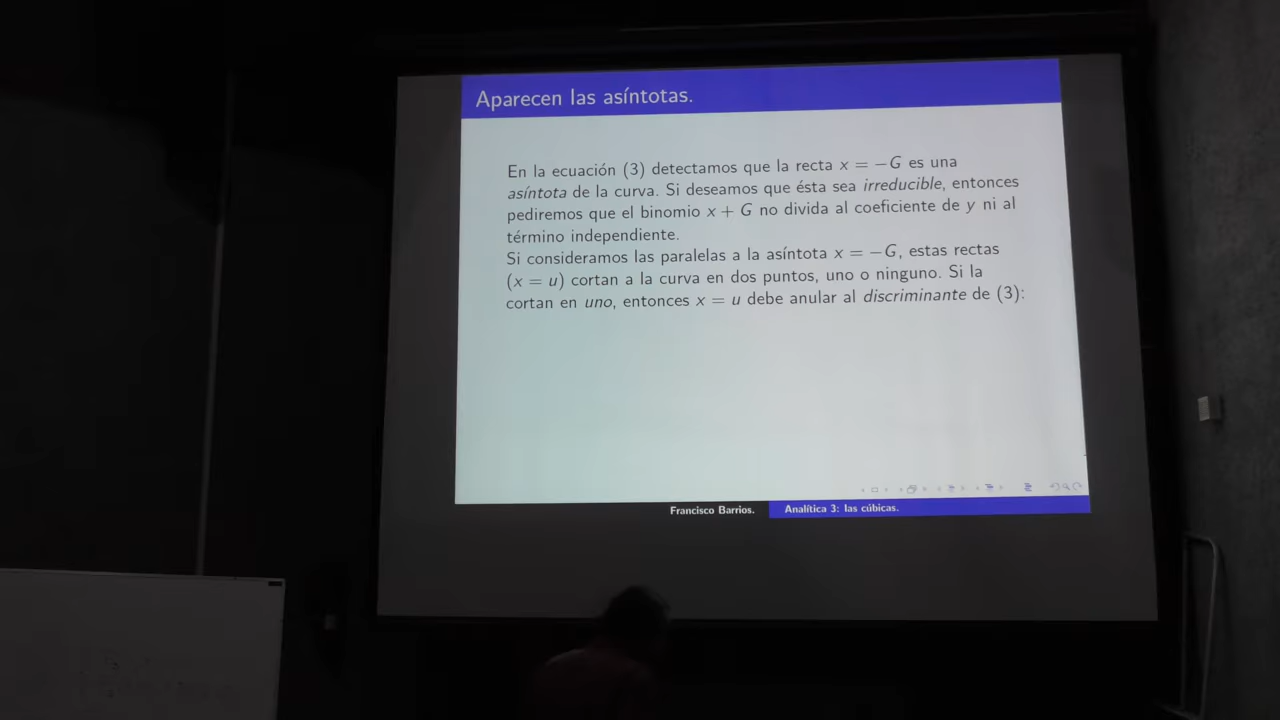 Aparecen las asíntotas.
En la ecuación (3) detectamos que la recta x = −G es una
asíntota de la curva. Si deseamos que ésta sea irreducible, entonces
pediremos que el binomio x + G no divida al coeficiente de y ni al
término independiente.
Si consideramos las paralelas a la asíntota x = −G, estas rectas
(x = u) cortan a la curva en dos puntos, uno o ninguno. Si la
cortan en uno, entonces x = u debe anular al discriminante de (3):
Francisco Barrios. Analítica 3: las cúbicas.